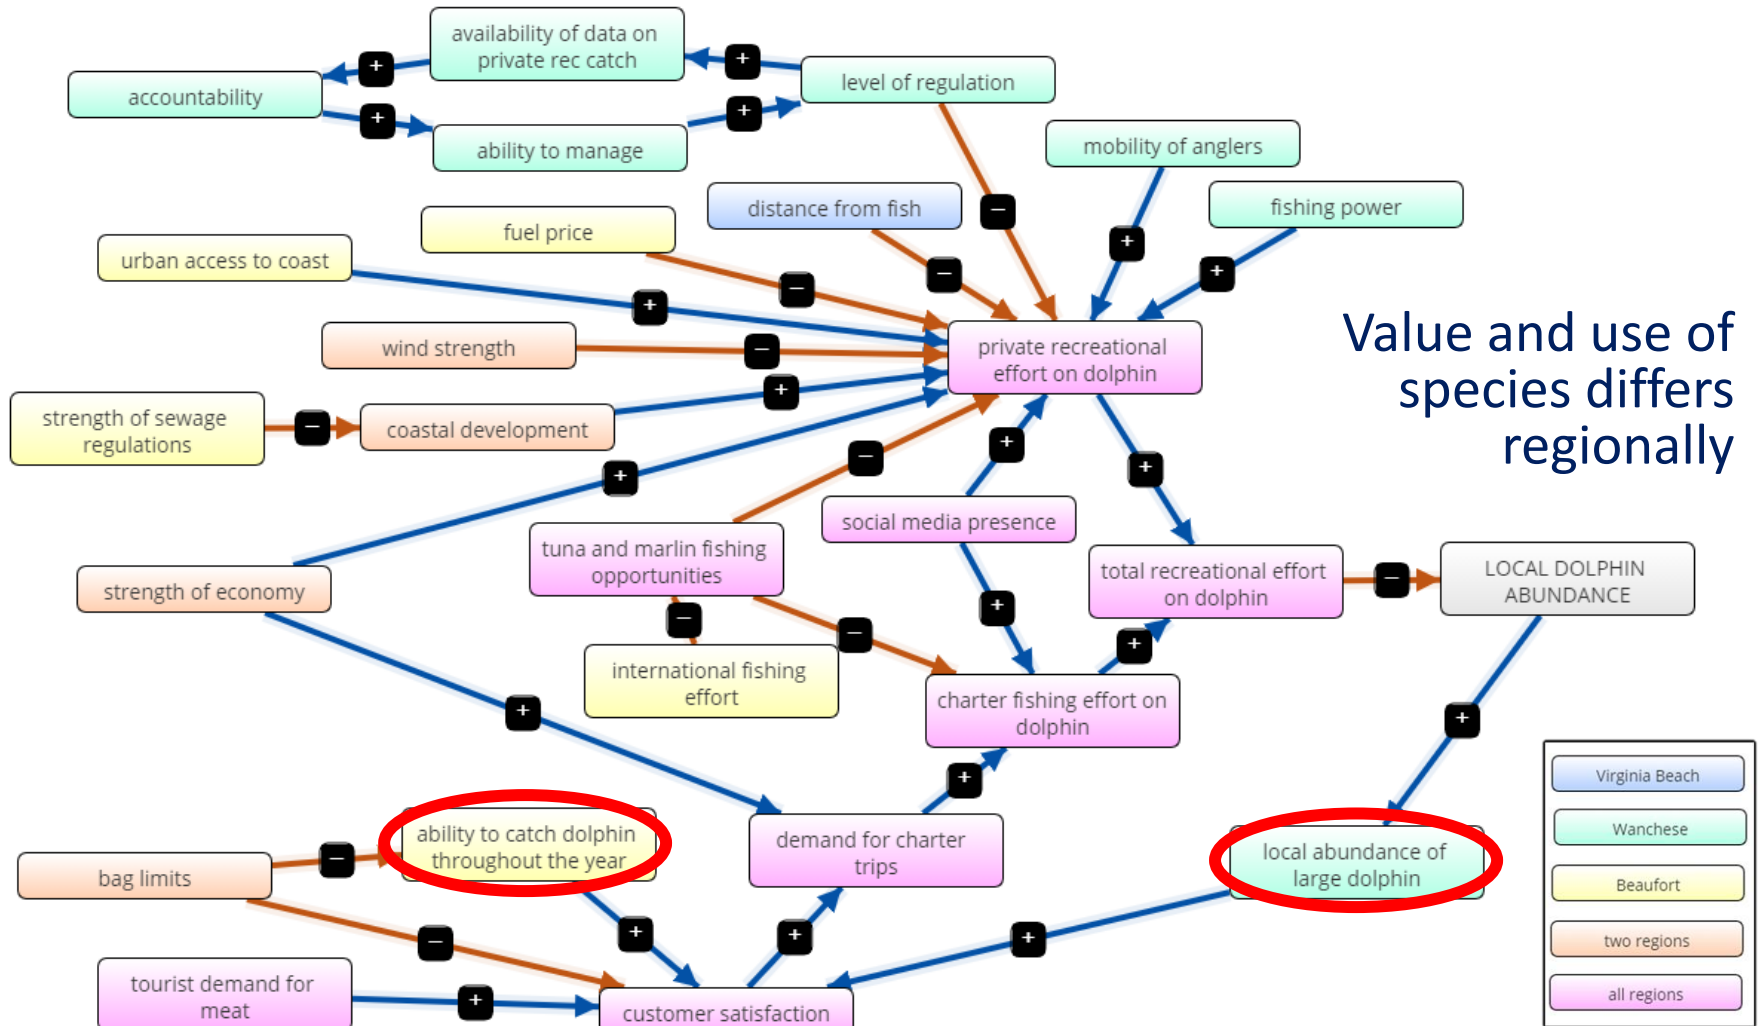 availability of data on
private rec catch
accountability
level of regulation
ability to manage
mobility of anglers
distance from fish
fishing power
fuel price
urban access to coast
wind strength
private recreational
effort on dolphin
Value and use of
species differs
regionally
strength of sewage
regulations
coastal development
social media presence
tuna and marlin fishing
opportunities
total recreational effort
on dolphin
LOCAL DOLPHIN
ABUNDANCE
strength of economy
international fishing
effort
charter fishing effort on
dolphin
ability to catch dolphin
throughout the year
demand for charter
trips
local abundance of
large dolphin
bag limits
tourist demand for
meat
customer satisfaction
Virginia Beach
Wanchese
Beaufort
two regions
all regions
+
+
+
+
−
+
+
−
−
+
−
+
−
+
−
+
+
−
−
+
−
+
+
+
+
−
−
+
+
+
+